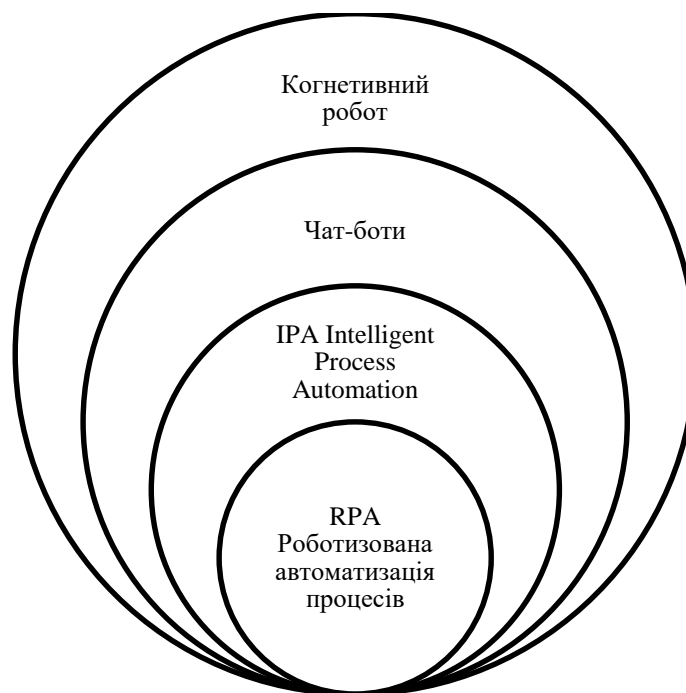 Когнетивний
робот
Чат-боти
IPA Intelligent
Process
Automation
RPA
Роботизована
автоматизація
процесів